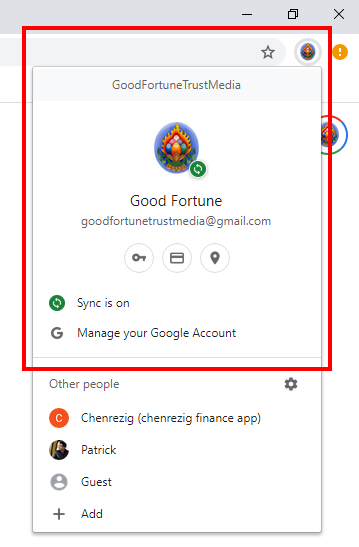 GoodFortuneTrustMedia
Good Fortune
goodfortunetrustmedia@gmail.com
Sync is on
G Manage your Google Account
Other people
C Chenrezig (chenrezig finance app)
Patrick
Guest
Add